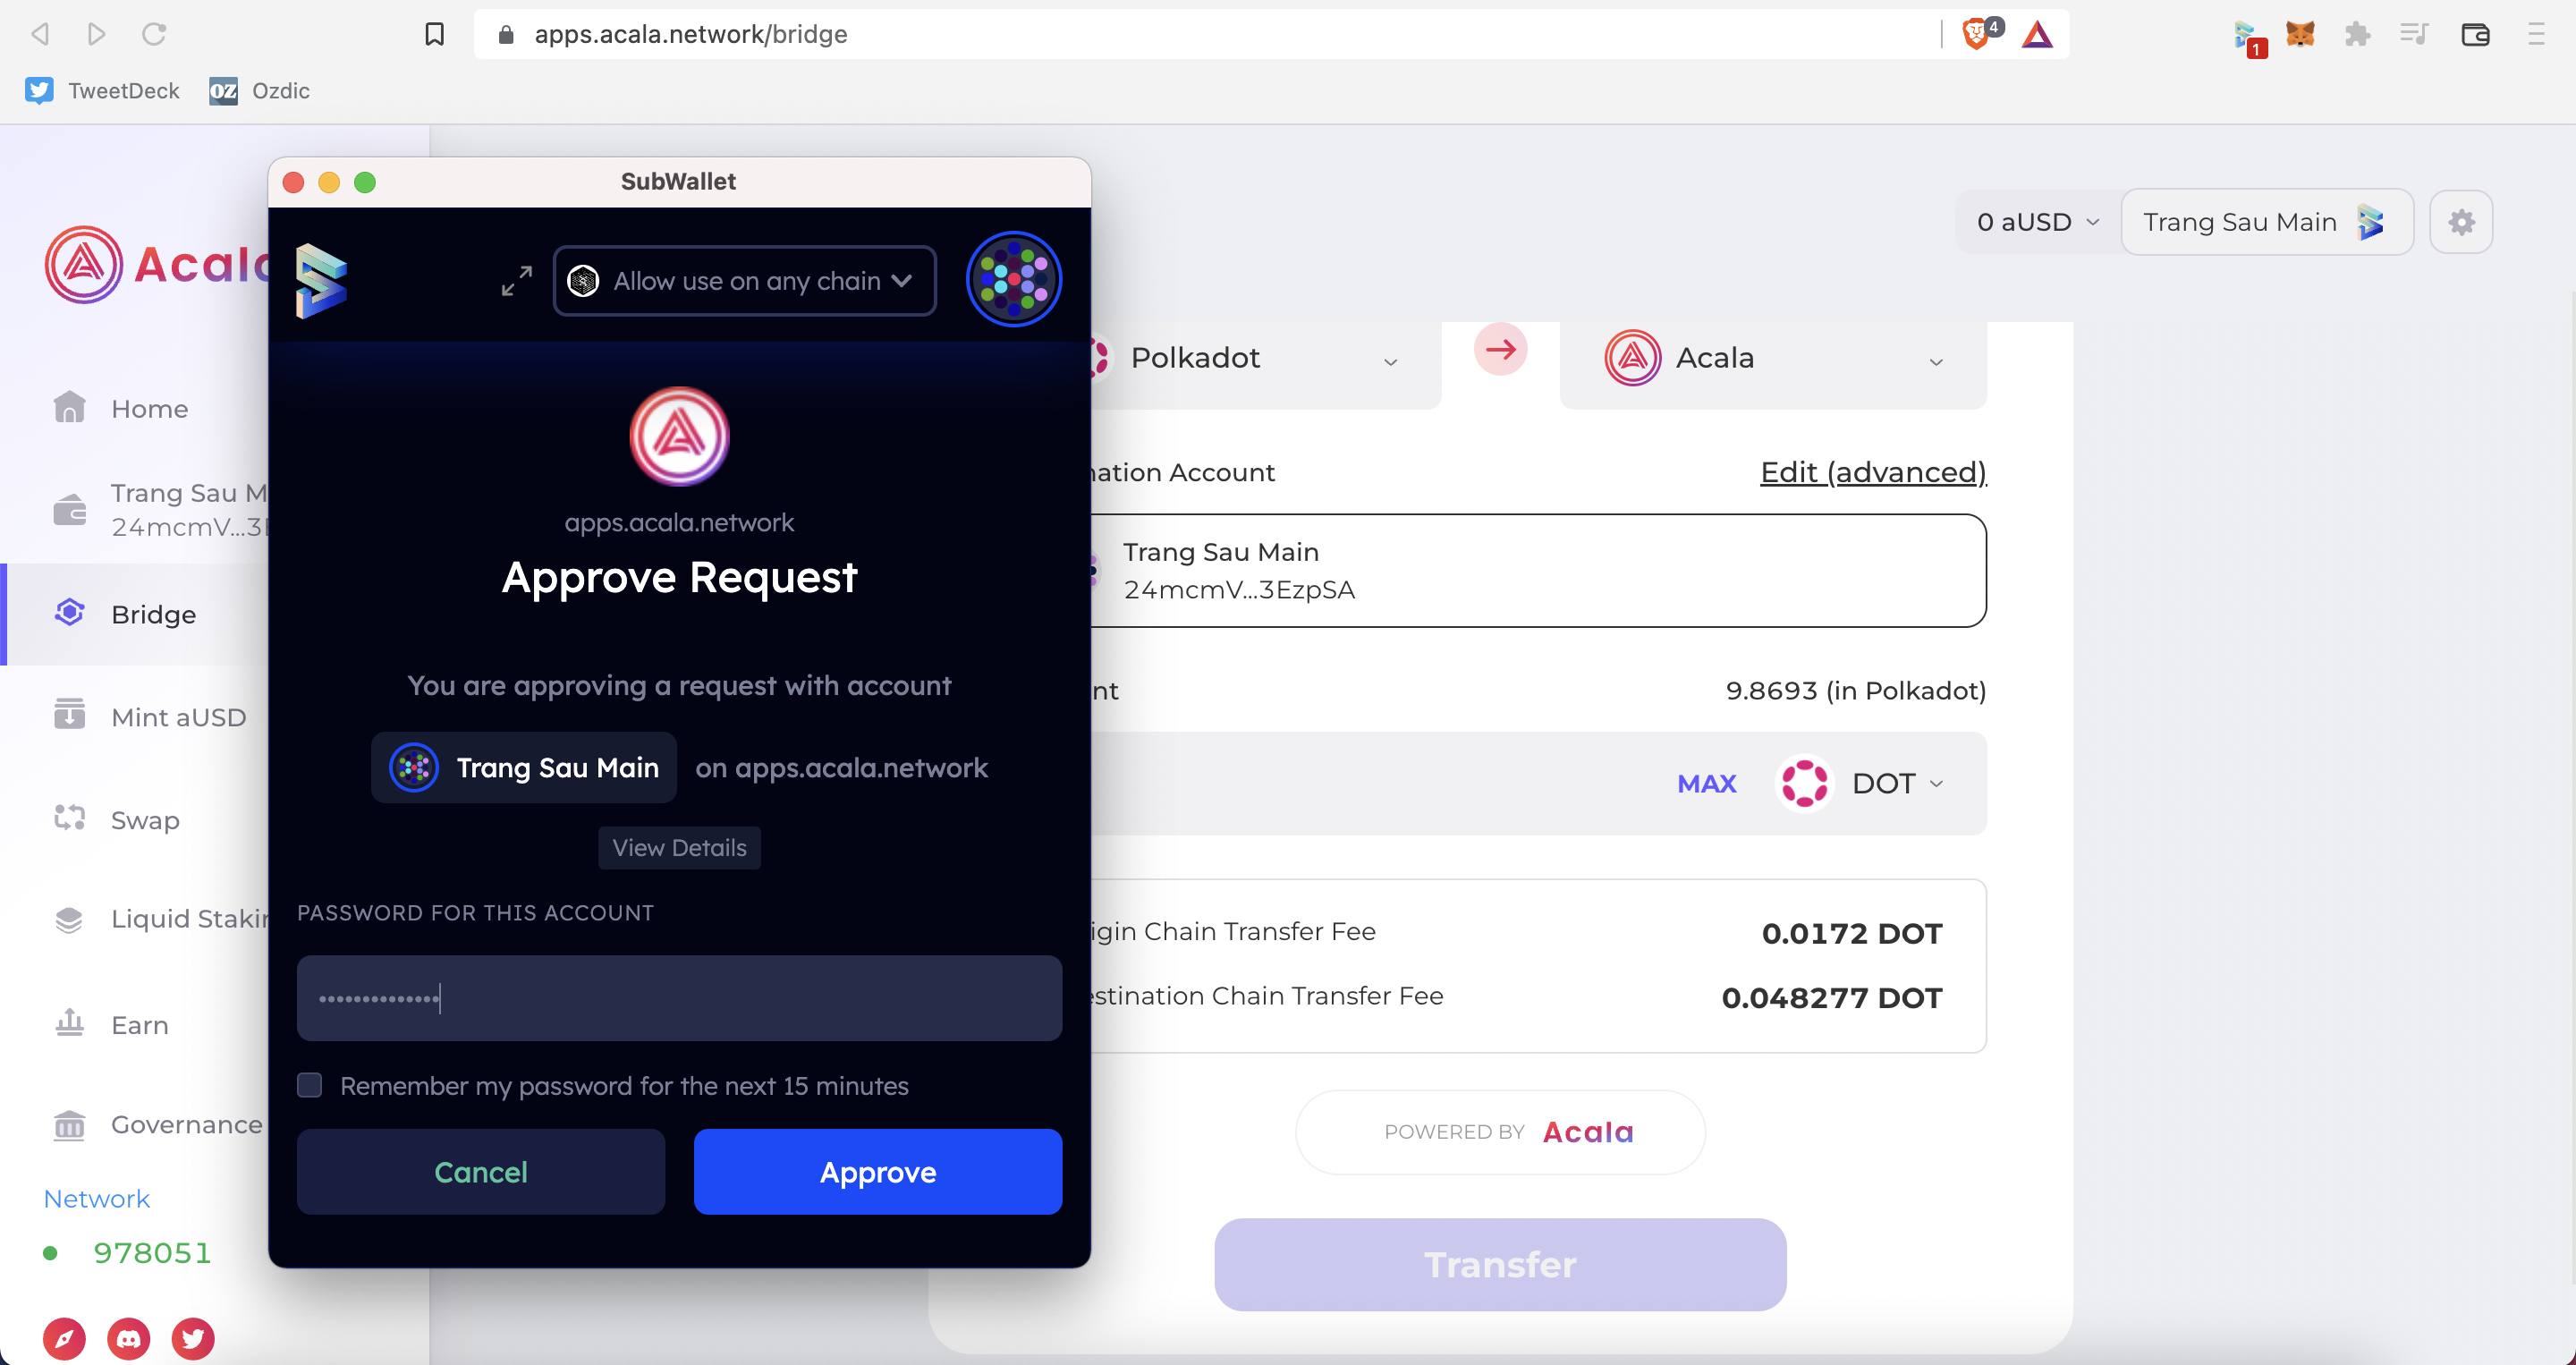 apps.acala.network/bridge
4
1
TweetDeck
Ozdic
SubWallet
Allow use on any chain
apps.acala.network
Approve Request
You are approving a request with account
Trang Sau Main
on apps.acala.network
View Details
PASSWORD FOR THIS ACCOUNT
Remember my password for the next 15 minutes
Cancel
Approve
Acala
Home
Trang Sau M
24mcmV...3E
Bridge
Mint aUSD
Swap
Liquid Stakin
Earn
Governance
Network
978051
0 aUSD
Trang Sau Main
Polkadot
Acala
nation Account
Edit (advanced)
Trang Sau Main
24mcmV...3EzpSA
nt
9.8693 (in Polkadot)
MAX
DOT
igin Chain Transfer Fee
0.0172 DOT
estination Chain Transfer Fee
0.048277 DOT
POWERED BY Acala
Transfer